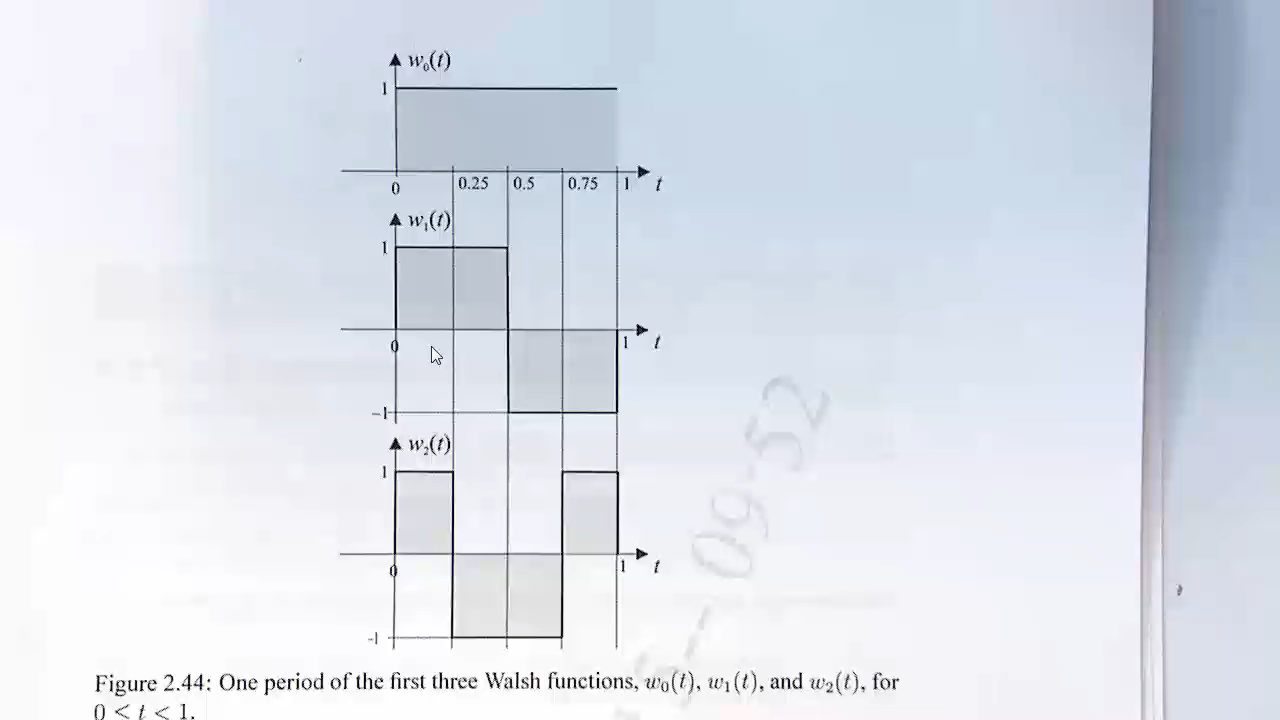 w₀(t)
1
0 0.25 0.5 0.75 1 t
w₁(t)
1
0 1 t
-1
w₂(t)
1
0 1 t
-1
09:52
Figure 2.44: One period of the first three Walsh functions, w₀(t), w₁(t), and w₂(t), for
0 < t < 1.